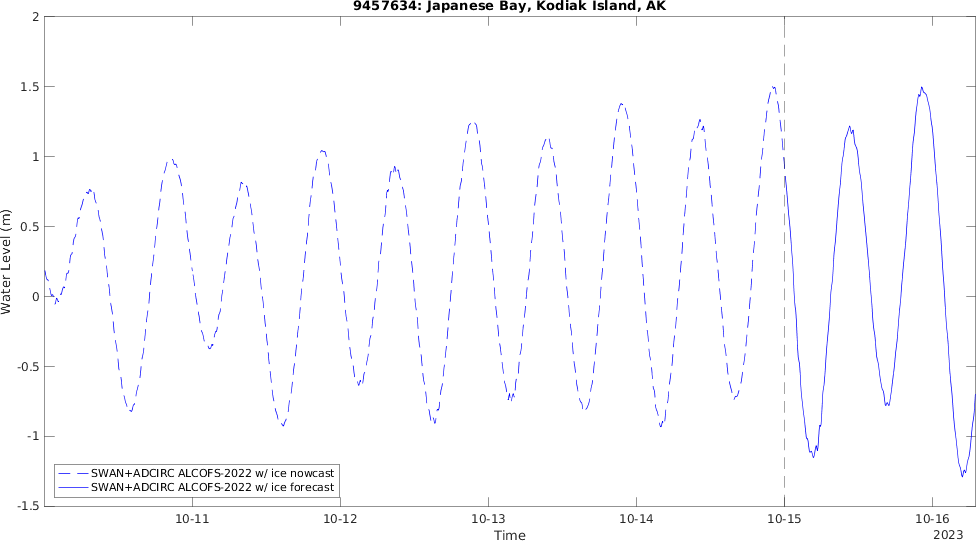 9457634: Japanese Bay, Kodiak Island, AK
2
1.5
1
0.5
0
-0.5
-1
-1.5
Water Level (m)
SWAN+ADCIRC ALCOFS-2022 w/ ice nowcast
SWAN+ADCIRC ALCOFS-2022 w/ ice forecast
10-11 10-12 10-13 10-14 10-15 10-16
Time
2023